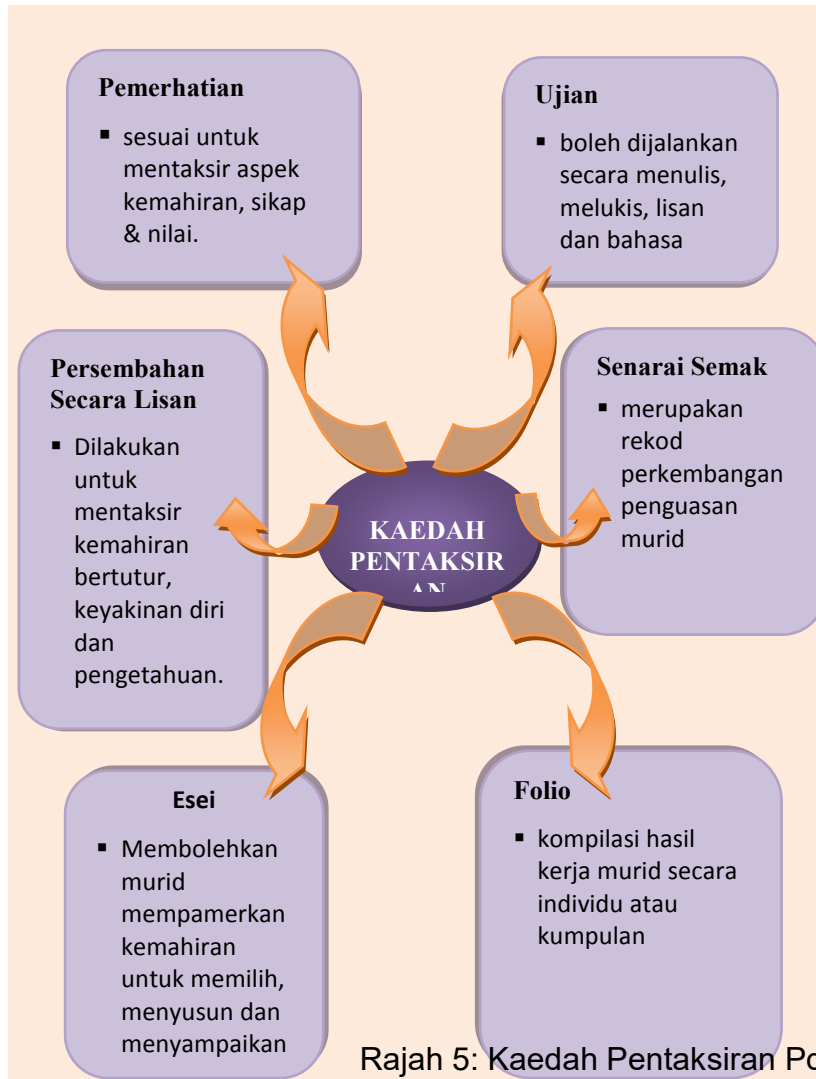 Pemerhatian
▪ sesuai untuk
mentaksir aspek
kemahiran, sikap
& nilai.
Ujian
▪ boleh dijalankan
secara menulis,
melukis, lisan
dan bahasa
Persembahan
Secara Lisan
▪ Dilakukan
untuk
mentaksir
kemahiran
bertutur,
keyakinan diri
dan
pengetahuan.
Senarai Semak
▪ merupakan
rekod
perkembangan
penguasan
murid
KAEDAH
PENTAKSIR
AN
Esei
▪ Membolehkan
murid
mempamerkan
kemahiran
untuk memilih,
menyusun dan
menyampaikan
Folio
▪ kompilasi hasil
kerja murid secara
individu atau
kumpulan
Rajah 5: Kaedah Pentaksiran